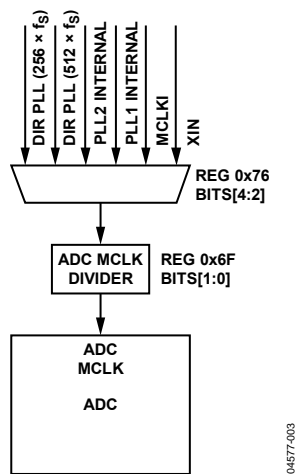 DIR PLL (256 × fS)
DIR PLL (512 × fS)
PLL2 INTERNAL
PLL1 INTERNAL
MCLKI
XIN
REG 0x76
BITS[4:2]
ADC MCLK
DIVIDER
REG 0x6F
BITS[1:0]
ADC
MCLK
ADC
04577-003